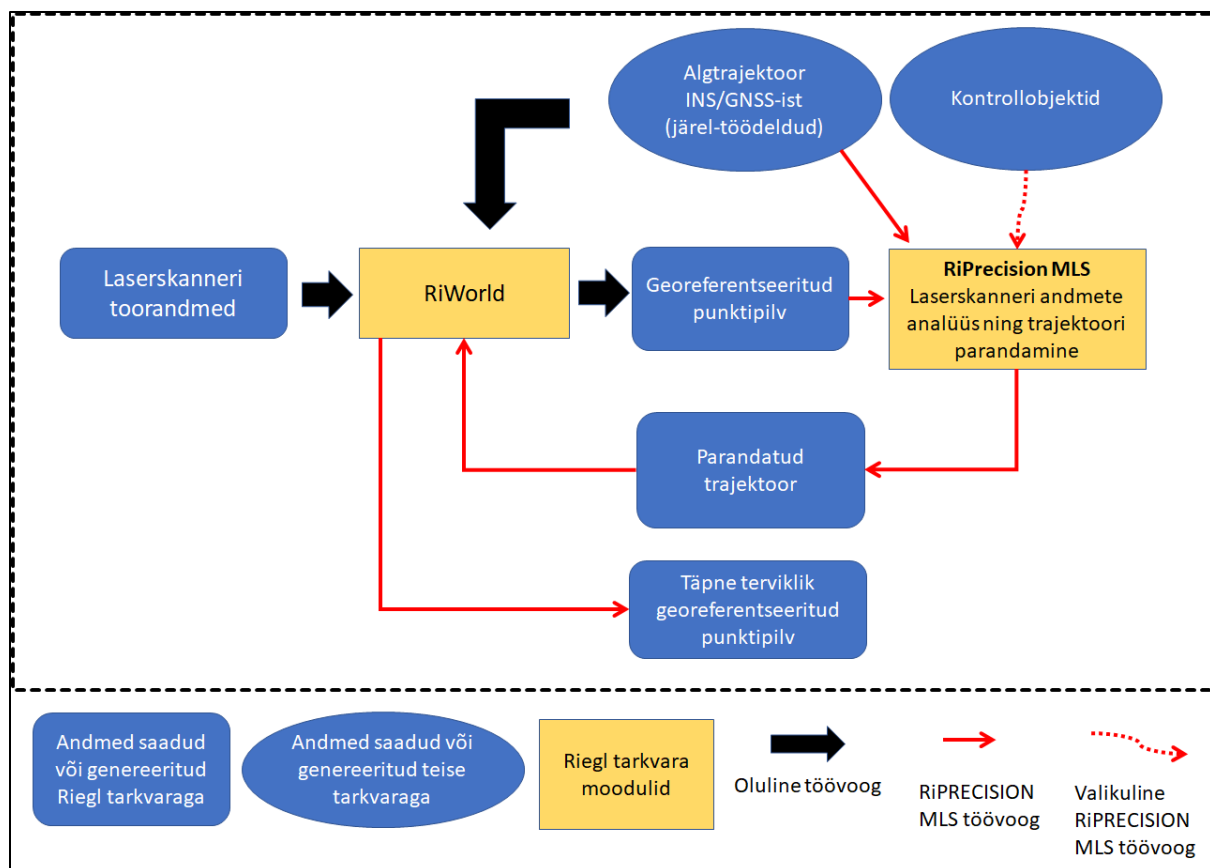 Algtrajektoor
INS/GNSS-ist
(järel-töödeldud)
Kontrollobjektid
Laserskanneri
toorandmed
RiWorld
Georeferentseeritud
punktipilv
RiPrecision MLS
Laserskanneri andmete
analüüs ning trajektoori
parandamine
Parandatud
trajektoor
Täpne terviklik
georeferentseeritud
punktipilv
Andmed saadud
või genereeritud
Riegl tarkvaraga
Andmed saadud või
genereeritud teise
tarkvaraga
Riegl tarkvara
moodulid
Oluline töövoog
RiPRECISION
MLS töövoog
Valikuline
RiPRECISION
MLS töövoog